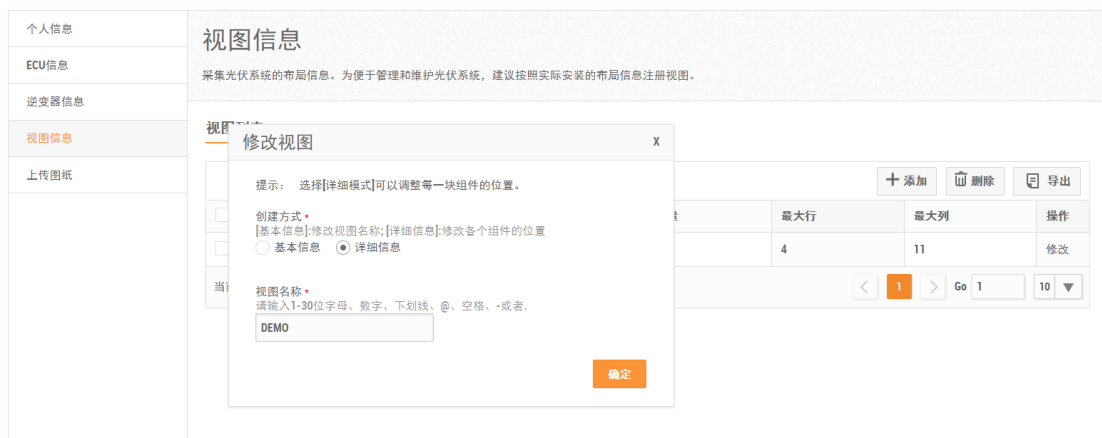 个人信息
ECU信息
逆变器信息
视图信息
上传图纸
视图信息
采集光伏系统的布局信息。为便于管理和维护光伏系统，建议按照实际安装的布局信息注册视图。
+ 添加 删除 导出
最大行 最大列 操作
4 11 修改
< 1 > Go 1 10 ▼
修改视图 x
提示： 选择[详细模式]可以调整每一块组件的位置。
创建方式 •
[基本信息]:修改视图名称; [详细信息]:修改各个组件的位置
基本信息 详细信息
视图名称 •
请输入1-30位字母、数字、下划线、@、空格、-或者.
DEMO
确定